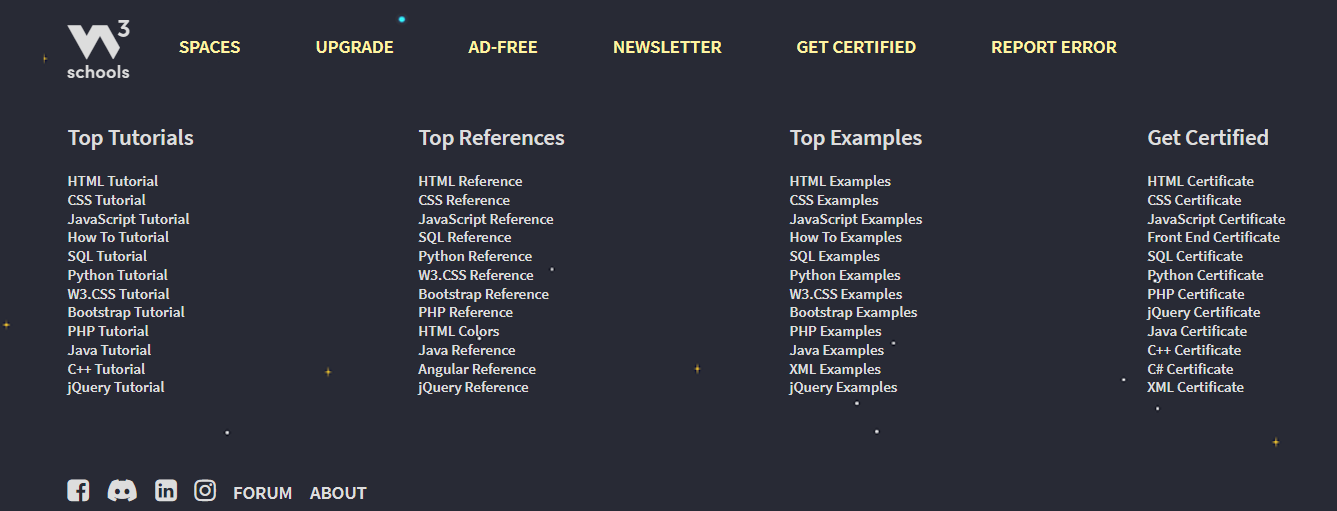 3
schools
SPACES UPGRADE AD-FREE NEWSLETTER GET CERTIFIED REPORT ERROR
Top Tutorials
HTML Tutorial
CSS Tutorial
JavaScript Tutorial
How To Tutorial
SQL Tutorial
Python Tutorial
W3.CSS Tutorial
Bootstrap Tutorial
PHP Tutorial
Java Tutorial
C++ Tutorial
jQuery Tutorial
Top References
HTML Reference
CSS Reference
JavaScript Reference
SQL Reference
Python Reference
W3.CSS Reference
Bootstrap Reference
PHP Reference
HTML Colors
Java Reference
Angular Reference
jQuery Reference
Top Examples
HTML Examples
CSS Examples
JavaScript Examples
How To Examples
SQL Examples
Python Examples
W3.CSS Examples
Bootstrap Examples
PHP Examples
Java Examples
XML Examples
jQuery Examples
Get Certified
HTML Certificate
CSS Certificate
JavaScript Certificate
Front End Certificate
SQL Certificate
Python Certificate
PHP Certificate
jQuery Certificate
Java Certificate
C++ Certificate
C# Certificate
XML Certificate
FORUM ABOUT